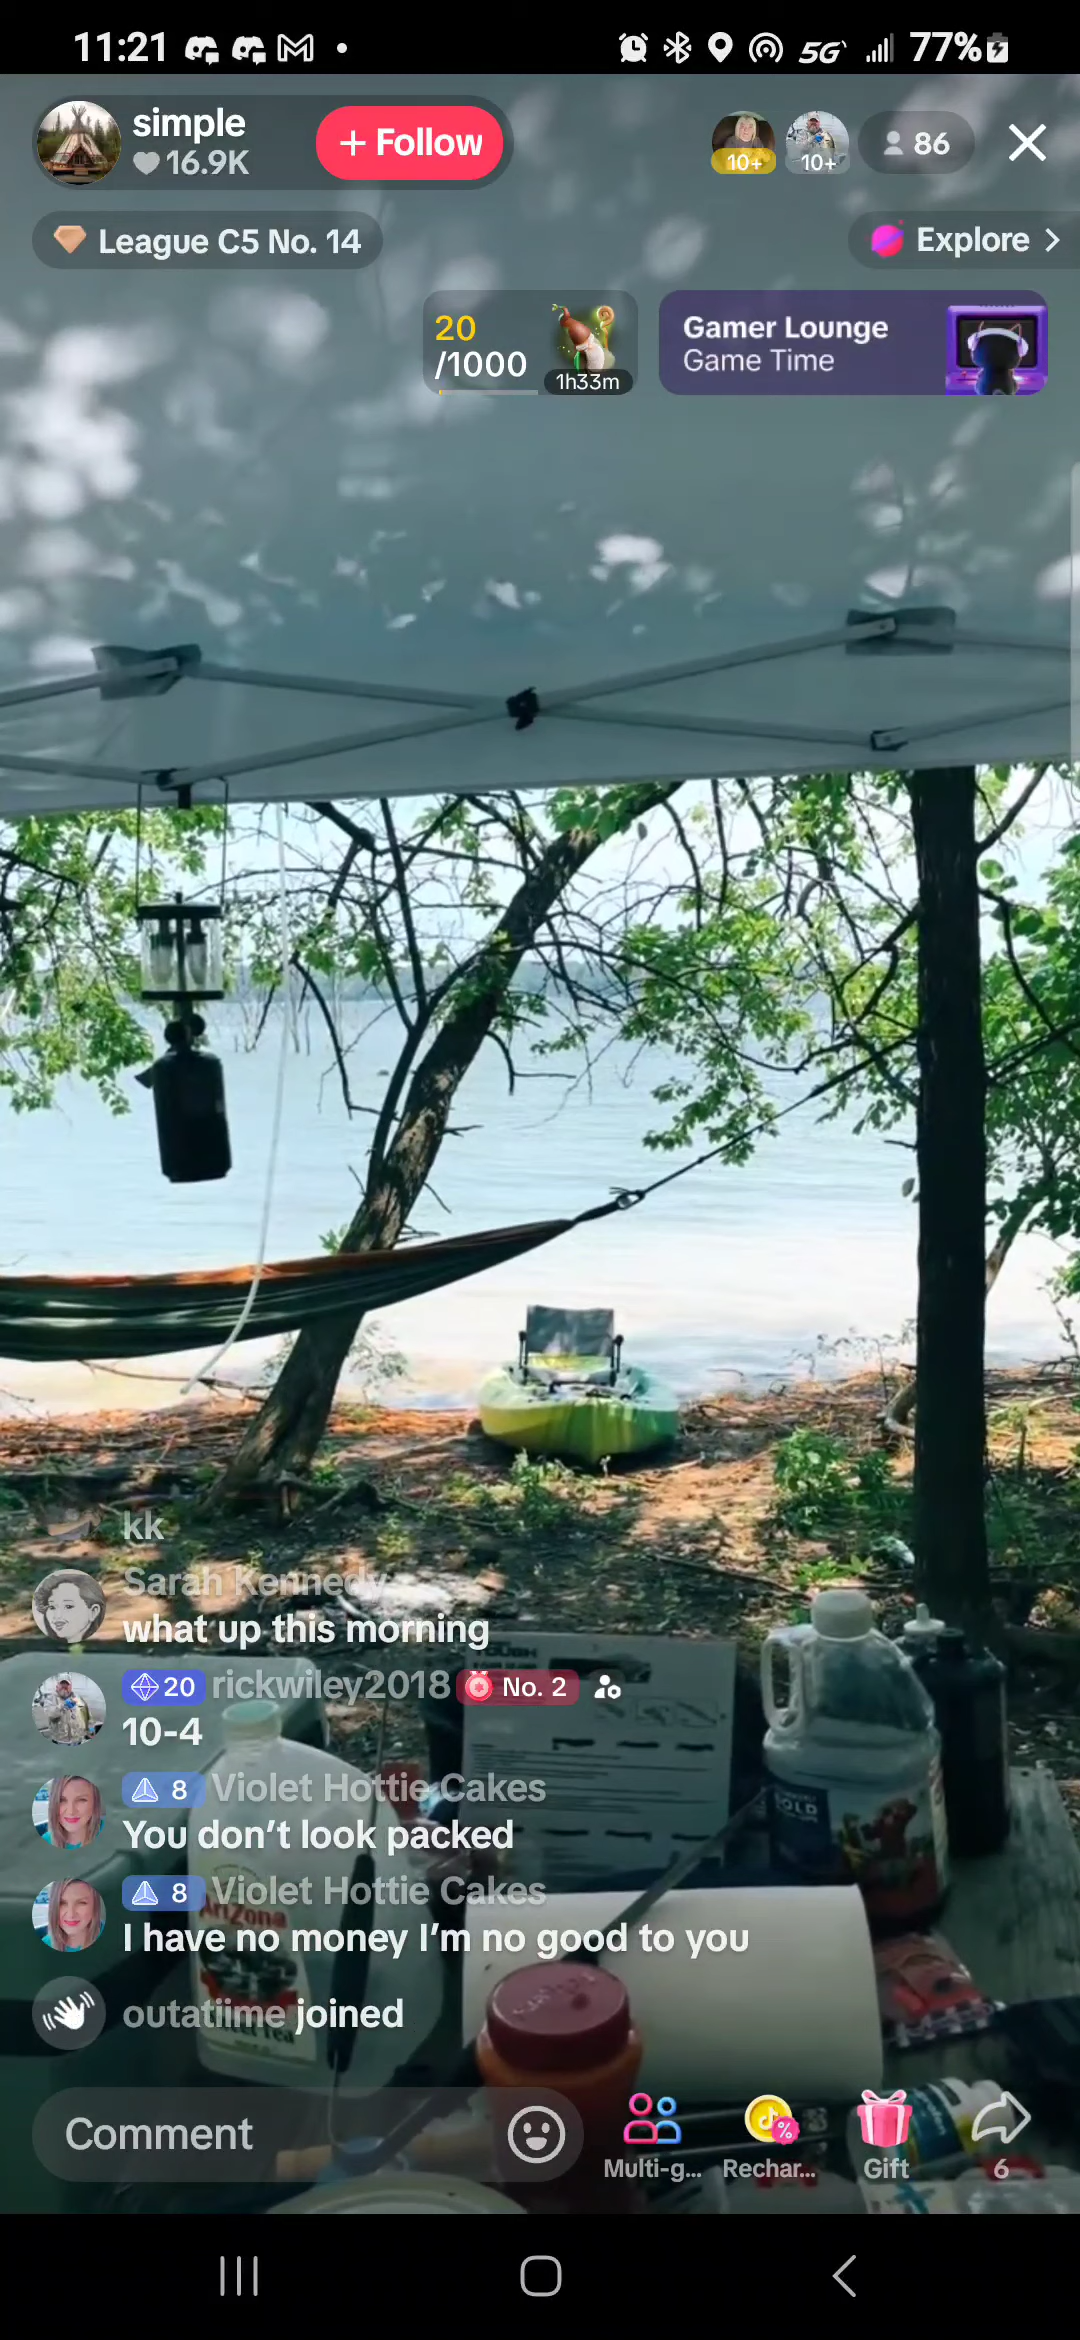 11:21
5G
77%
simple
16.9K
+ Follow
10+
10+
86
League C5 No. 14
Explore >
20
/1000
1h33m
Gamer Lounge
Game Time
kk
Sarah Kennedy
what up this morning
20 rickwiley2018 No. 2
10-4
8 Violet Hottie Cakes
You don't look packed
8 Violet Hottie Cakes
I have no money I'm no good to you
AriZona
outatiime joined
Comment
Multi-g...
Rechar...
Gift
6